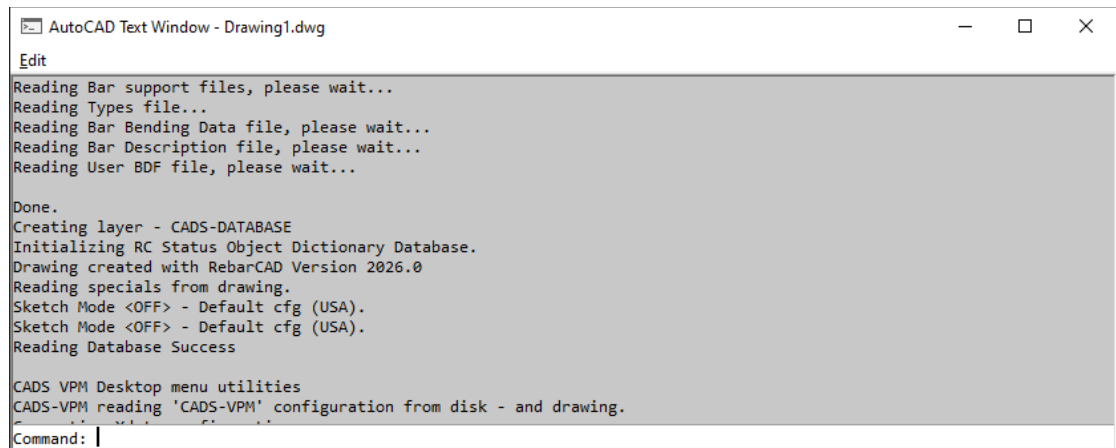 AutoCAD Text Window - Drawing1.dwg
Edit
Reading Bar support files, please wait...
Reading Types file...
Reading Bar Bending Data file, please wait...
Reading Bar Description file, please wait...
Reading User BDF file, please wait...
Done.
Creating layer - CADS-DATABASE
Initializing RC Status Object Dictionary Database.
Drawing created with RebarCAD Version 2026.0
Reading specials from drawing.
Sketch Mode <OFF> - Default cfg (USA).
Sketch Mode <OFF> - Default cfg (USA).
Reading Database Success
CADS VPM Desktop menu utilities
CADS-VPM reading 'CADS-VPM' configuration from disk - and drawing.
Command: